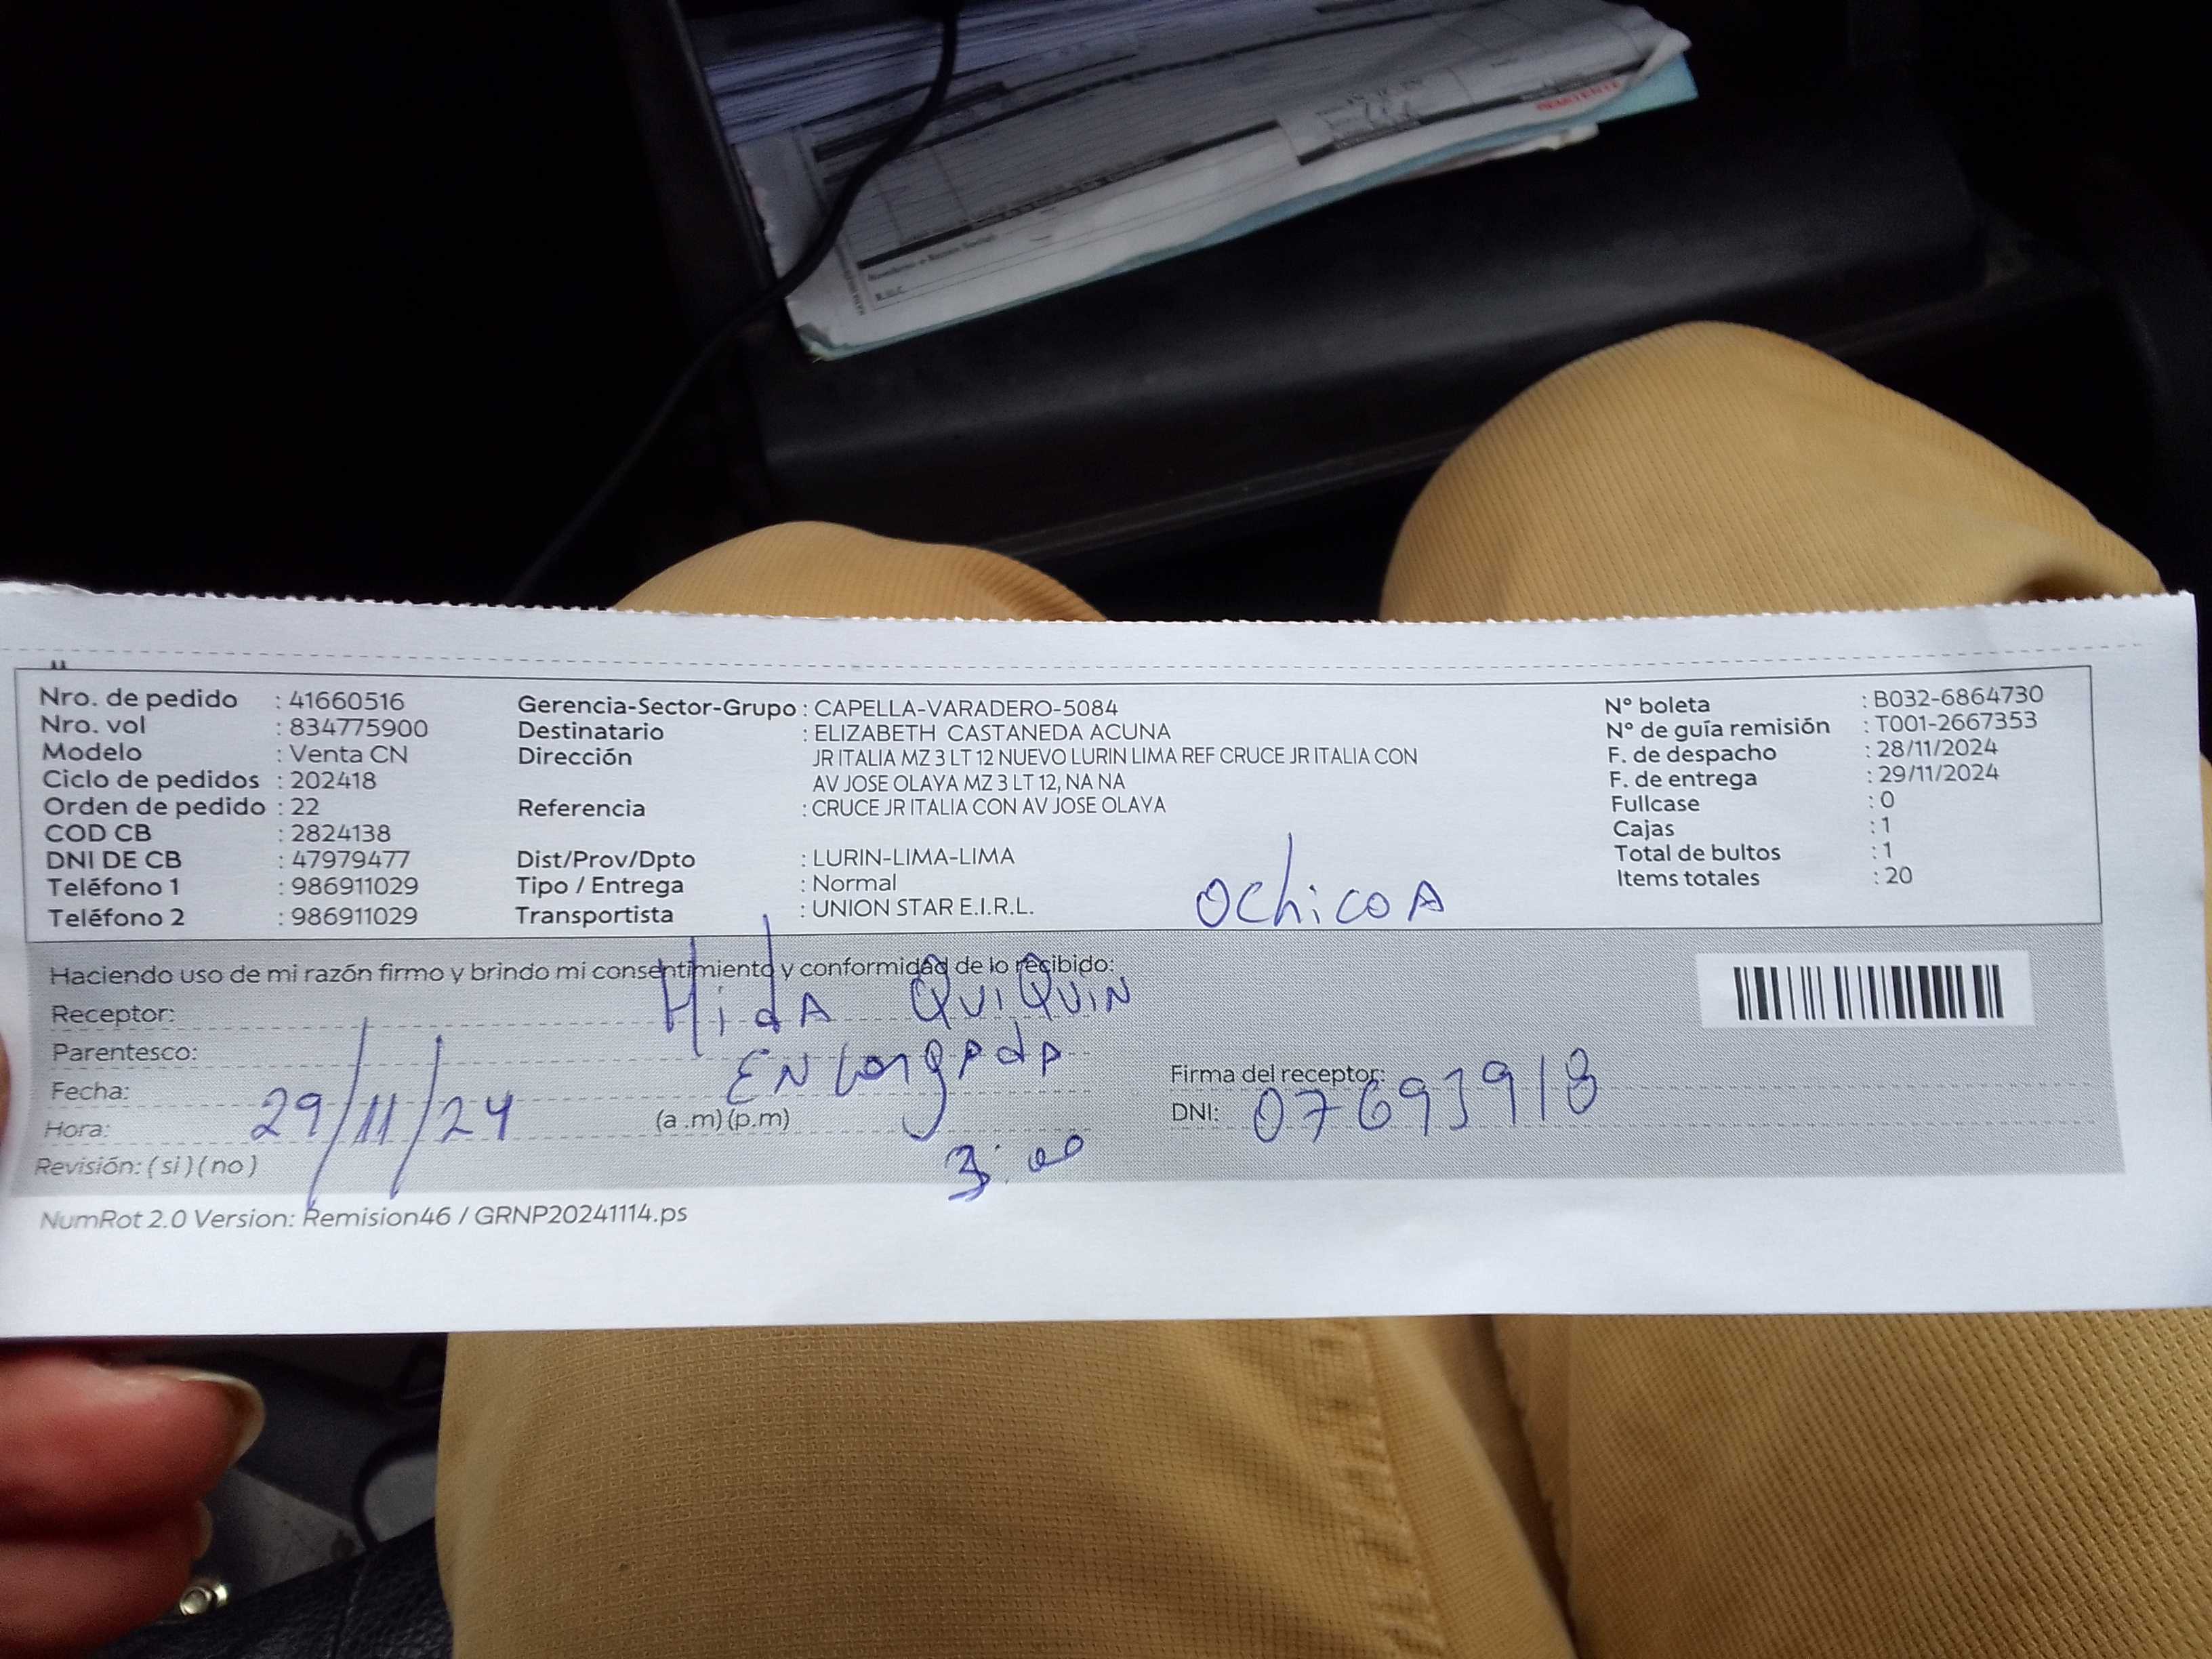 DEMITENTE
Nombres o Razon Social:
R.U.C.
Nro. de pedido : 41660516
Nro. vol : 834775900
Modelo : Venta CN
Ciclo de pedidos : 202418
Orden de pedido : 22
COD CB : 2824138
DNI DE CB : 47979477
Teléfono 1 : 986911029
Teléfono 2 : 986911029
Gerencia-Sector-Grupo : CAPELLA-VARADERO-5084
Destinatario : ELIZABETH CASTANEDA ACUNA
Dirección JR ITALIA MZ 3 LT 12 NUEVO LURIN LIMA REF CRUCE JR ITALIA CON
AV JOSE OLAYA MZ 3 LT 12, NA NA
Referencia : CRUCE JR ITALIA CON AV JOSE OLAYA
Dist/Prov/Dpto : LURIN-LIMA-LIMA
Tipo / Entrega : Normal
Transportista : UNION STAR E.I.R.L.
N° boleta : B032-6864730
N° de guía remisión : T001-2667353
F. de despacho : 28/11/2024
F. de entrega : 29/11/2024
Fullcase : 0
Cajas : 1
Total de bultos : 1
Items totales : 20
OchicoA
Haciendo uso de mi razón firmo y brindo mi consentimiento y conformidad de lo recibido:
Receptor: HidA QuiQuiN
Parentesco: ENcargAdA
Fecha: 29/11/24
Hora: (a .m) (p.m) 3:00
Revisión: ( si ) ( no )
Firma del receptor:
DNI: 07693918
NumRot 2.0 Version: Remision46 / GRNP20241114.ps